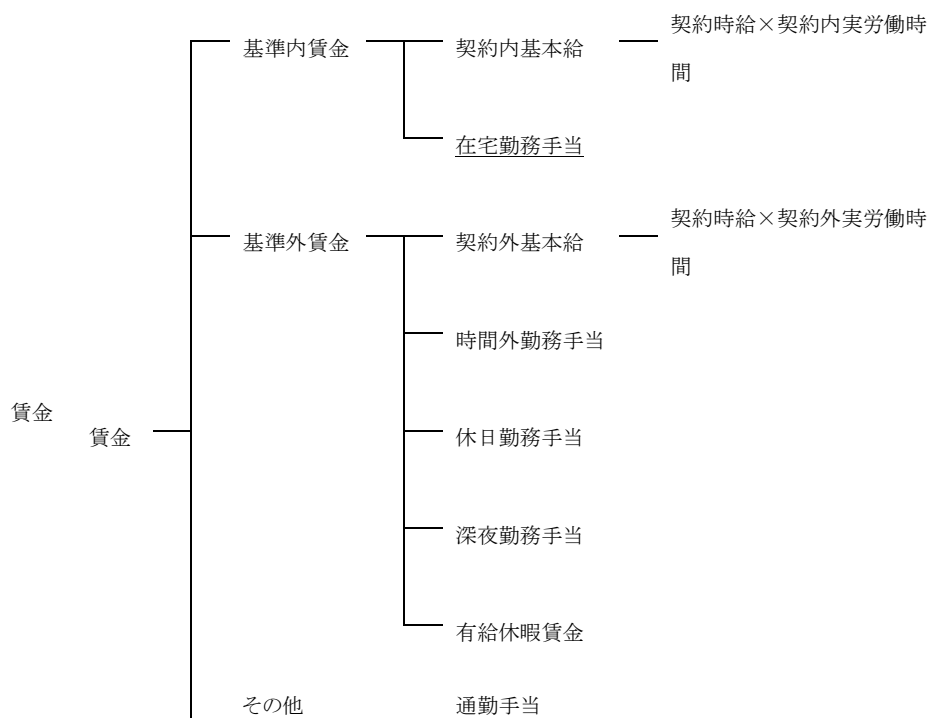 基準内賃金 契約内基本給 契約時給×契約内実労働時
間
在宅勤務手当
基準外賃金 契約外基本給 契約時給×契約外実労働時
間
時間外勤務手当
賃金
賃金
休日勤務手当
深夜勤務手当
有給休暇賃金
その他 通勤手当